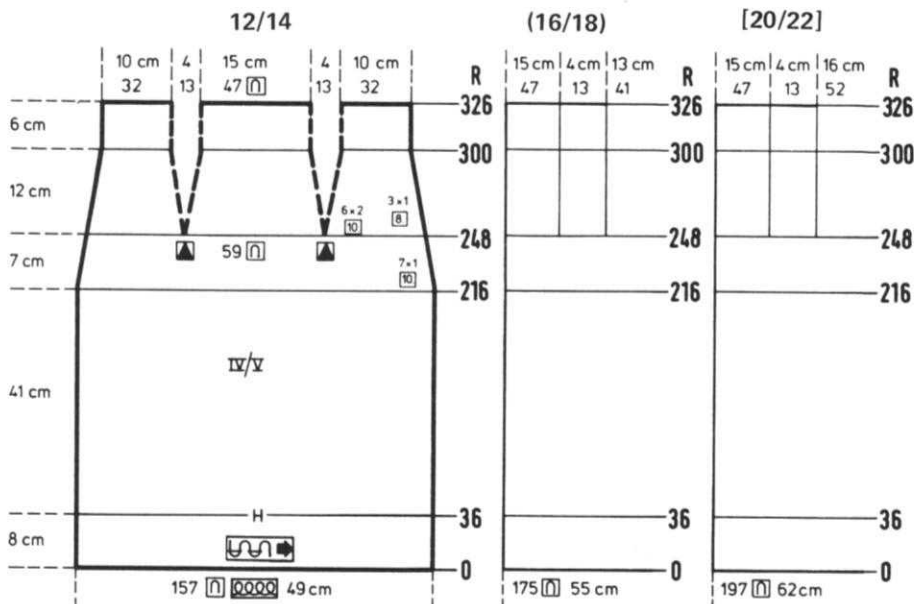 12/14 (16/18) [20/22]
10 cm 4 15 cm 4 10 cm 15 cm 4 cm 13 cm R 15 cm 4 cm 16 cm R
32 13 47 13 32 R 47 13 41 47 13 52
326 326 326
6 cm
300 300 300
12 cm
6×2 3×1
10 8
248 248 248
59
7 cm
7×1
10
216 216 216
IV/V
41 cm
H 36 36 36
8 cm
0 0 0
157 49 cm 175 55 cm 197 62 cm